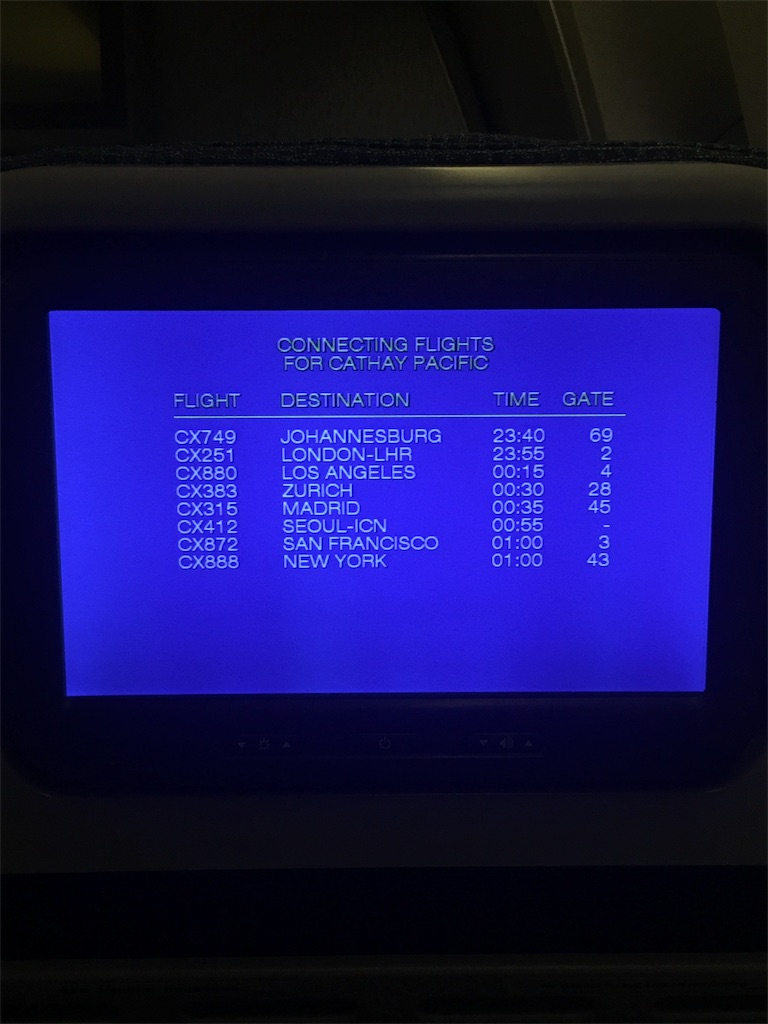 CONNECTING FLIGHTS
FOR CATHAY PACIFIC
FLIGHT DESTINATION TIME GATE
CX749 JOHANNESBURG 23:40 69
CX251 LONDON-LHR 23:55 2
CX880 LOS ANGELES 00:15 4
CX383 ZURICH 00:30 28
CX315 MADRID 00:35 45
CX412 SEOUL-ICN 00:55 -
CX872 SAN FRANCISCO 01:00 3
CX888 NEW YORK 01:00 43